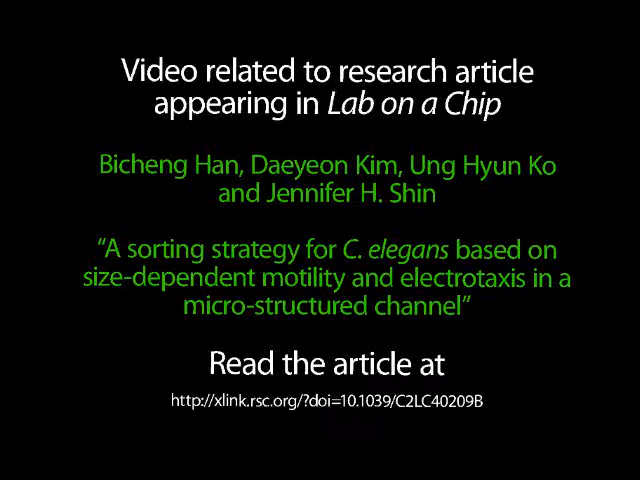 Video related to research article
appearing in Lab on a Chip
Bicheng Han, Daeyeon Kim, Ung Hyun Ko
and Jennifer H. Shin
“A sorting strategy for C. elegans based on
size-dependent motility and electrotaxis in a
micro-structured channel”
Read the article at
http://xlink.rsc.org/?doi=10.1039/C2LC40209B